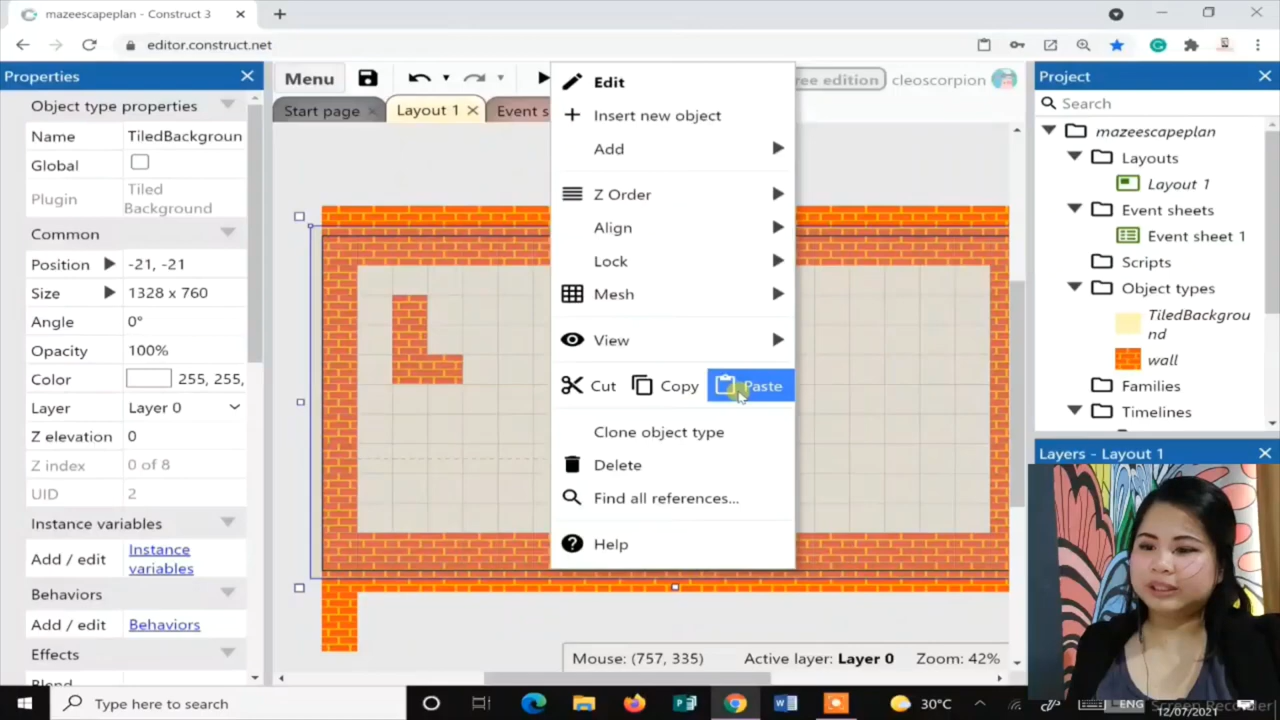 mazeescapeplan - Construct 3
editor.construct.net
Properties
Menu
ree edition
cleoscorpion
Project
Start page
Layout 1
Event s
Search
Object type properties
Name
TiledBackgroun
Global
Plugin
Tiled
Background
Common
Position
-21, -21
Size
1328 x 760
Angle
0°
Opacity
100%
Color
255, 255,
Layer
Layer 0
Z elevation
0
Z index
0 of 8
UID
2
Instance variables
Add / edit
Instance
variables
Behaviors
Add / edit
Behaviors
Effects
Edit
Insert new object
Add
Z Order
Align
Lock
Mesh
View
Cut
Copy
Paste
Clone object type
Delete
Find all references...
Help
Mouse: (757, 335)
Active layer: Layer 0
Zoom: 42%
mazeescapeplan
Layouts
Layout 1
Event sheets
Event sheet 1
Scripts
Object types
TiledBackgrou
nd
wall
Families
Timelines
Layers - Layout 1
Type here to search
30°C
ENG
12/07/2021
Screen Recorder